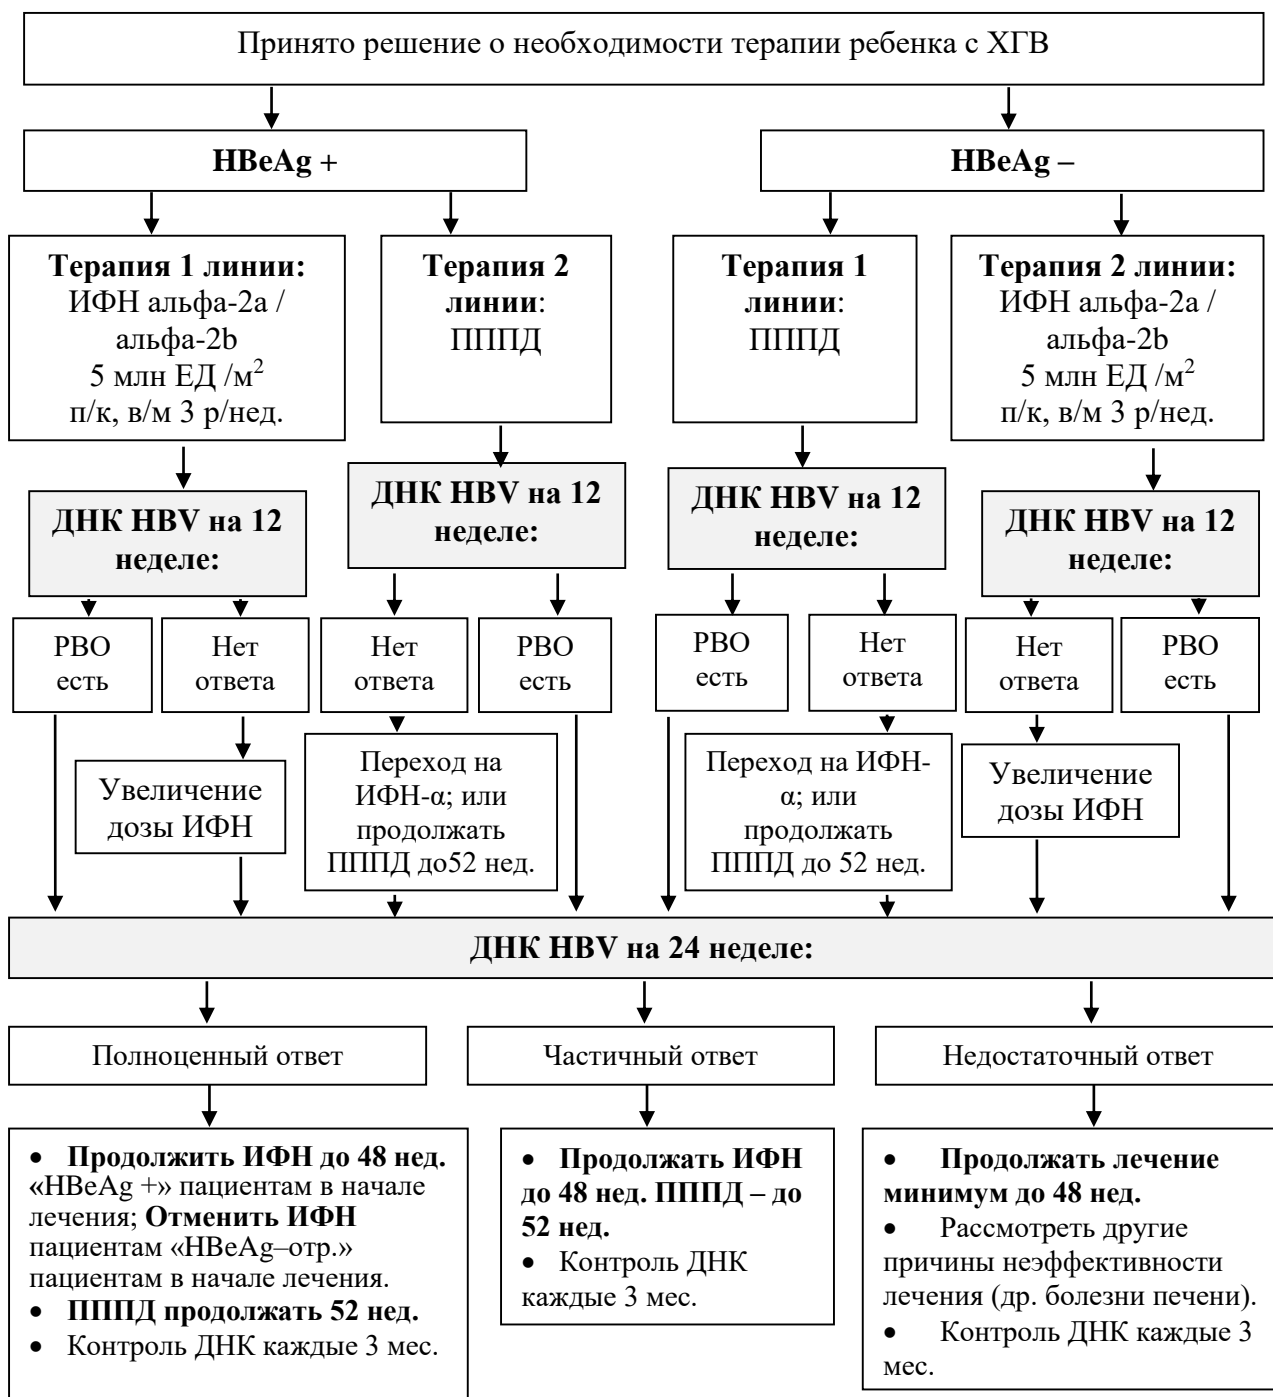 Принято решение о необходимости терапии ребенка с ХГВ
HBeAg +
HBeAg –
Терапия 1 линии:
ИФН альфа-2a /
альфа-2b
5 млн ЕД /м²
п/к, в/м 3 р/нед.
Терапия 2
линии:
ПППД
Терапия 1
линии:
ПППД
Терапия 2 линии:
ИФН альфа-2a /
альфа-2b
5 млн ЕД /м²
п/к, в/м 3 р/нед.
ДНК HBV на 12
неделе:
ДНК HBV на 12
неделе:
ДНК HBV на 12
неделе:
ДНК HBV на 12
неделе:
РВО
есть
Нет
ответа
Нет
ответа
РВО
есть
РВО
есть
Нет
ответа
Нет
ответа
РВО
есть
Увеличение
дозы ИФН
Переход на
ИФН-α; или
продолжать
ПППД до52 нед.
Переход на ИФН-
α; или
продолжать
ПППД до 52 нед.
Увеличение
дозы ИФН
ДНК HBV на 24 неделе:
Полноценный ответ
Частичный ответ
Недостаточный ответ
• Продолжить ИФН до 48 нед.
«HBeAg +» пациентам в начале
лечения; Отменить ИФН
пациентам «HBeAg–отр.»
пациентам в начале лечения.
• ПППД продолжать 52 нед.
• Контроль ДНК каждые 3 мес.
• Продолжать ИФН
до 48 нед. ПППД – до
52 нед.
• Контроль ДНК
каждые 3 мес.
• Продолжать лечение
минимум до 48 нед.
• Рассмотреть другие
причины неэффективности
лечения (др. болезни печени).
• Контроль ДНК каждые 3
мес.